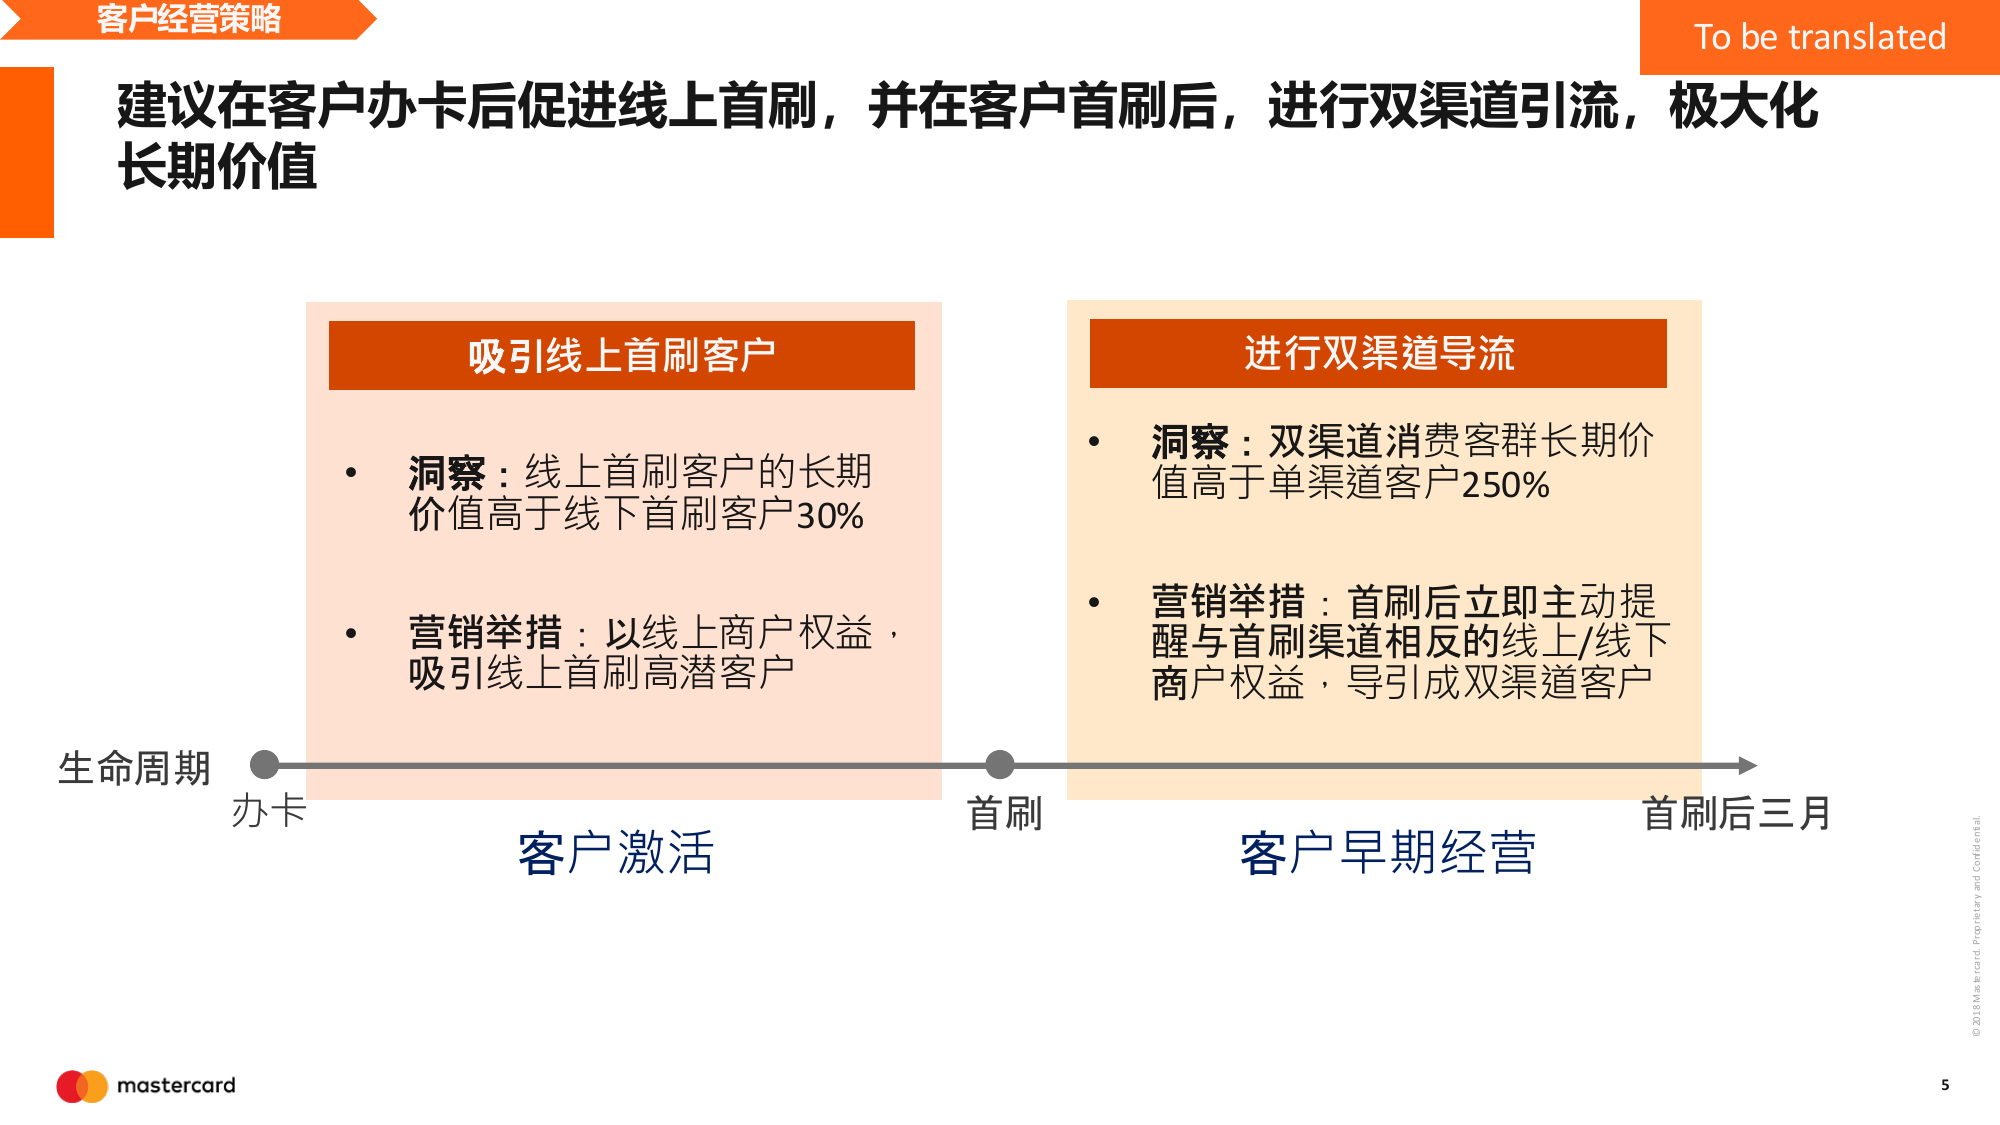 客户经营策略
To be translated
建议在客户办卡后促进线上首刷，并在客户首刷后，进行双渠道引流，极大化
长期价值
吸引线上首刷客户
• 洞察：线上首刷客户的长期
价值高于线下首刷客户30%
• 营销举措：以线上商户权益，
吸引线上首刷高潜客户
进行双渠道导流
• 洞察：双渠道消费客群长期价
值高于单渠道客户250%
• 营销举措：首刷后立即主动提
醒与首刷渠道相反的线上/线下
商户权益，导引成双渠道客户
生命周期
办卡
首刷
首刷后三月
客户激活
客户早期经营
©2018 Mastercard. Proprietary and Confidential.
mastercard
5